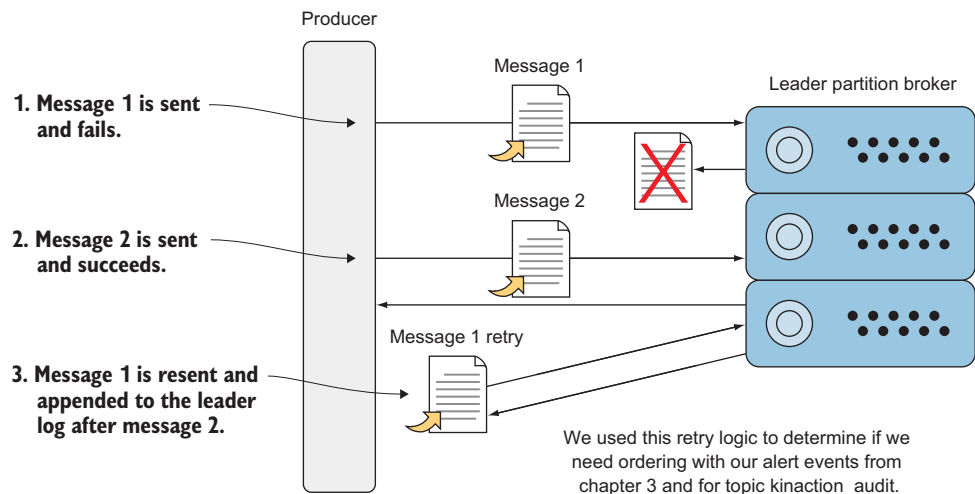 Producer
Message 1
Leader partition broker
1. Message 1 is sent
and fails.
Message 2
2. Message 2 is sent
and succeeds.
Message 1 retry
3. Message 1 is resent and
appended to the leader
log after message 2.
We used this retry logic to determine if we
need ordering with our alert events from
chapter 3 and for topic kinaction_audit.